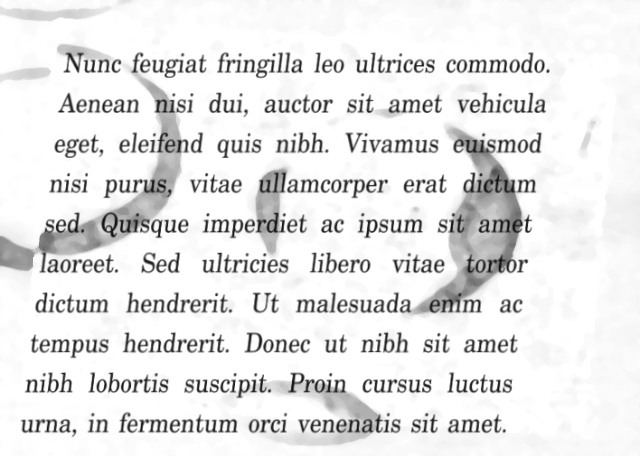 Nunc feugiat fringilla leo ultrices commodo.
Aenean nisi dui, auctor sit amet vehicula
eget, eleifend quis nibh. Vivamus euismod
nisi purus, vitae ullamcorper erat dictum
sed. Quisque imperdiet ac ipsum sit amet
laoreet. Sed ultricies libero vitae tortor
dictum hendrerit. Ut malesuada enim ac
tempus hendrerit. Donec ut nibh sit amet
nibh lobortis suscipit. Proin cursus luctus
urna, in fermentum orci venenatis sit amet.